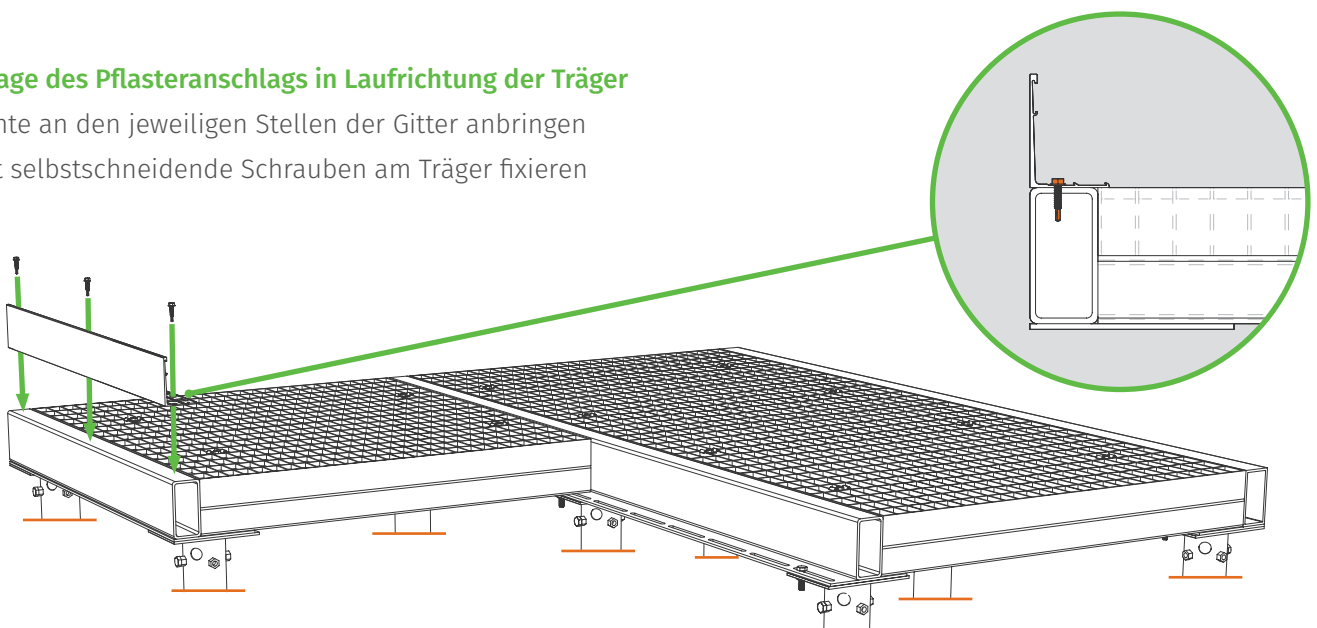 age des Pflasteranschlags in Laufrichtung der Träger
nte an den jeweiligen Stellen der Gitter anbringen
t selbstschneidende Schrauben am Träger fixieren